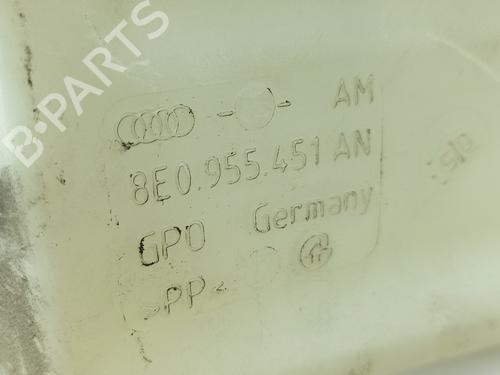 B-PARTS
AM
8E0.955.451 AN
GPO Germany
>PP<